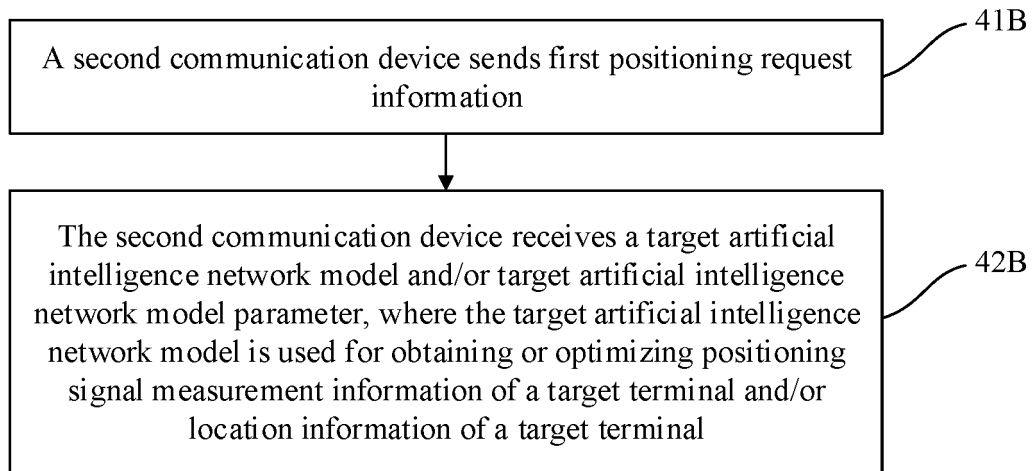 41B
A second communication device sends first positioning request
information
42B
The second communication device receives a target artificial
intelligence network model and/or target artificial intelligence
network model parameter, where the target artificial intelligence
network model is used for obtaining or optimizing positioning
signal measurement information of a target terminal and/or
location information of a target terminal